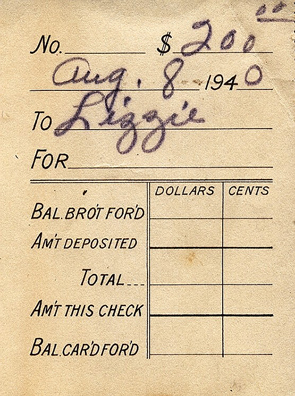 No. $ 200 00
Aug. 8 1940
To Lizzie
For
DOLLARS CENTS
BAL. BRO'T FOR'D
AM'T DEPOSITED
TOTAL...
AM'T THIS CHECK
BAL. CAR'D FOR'D